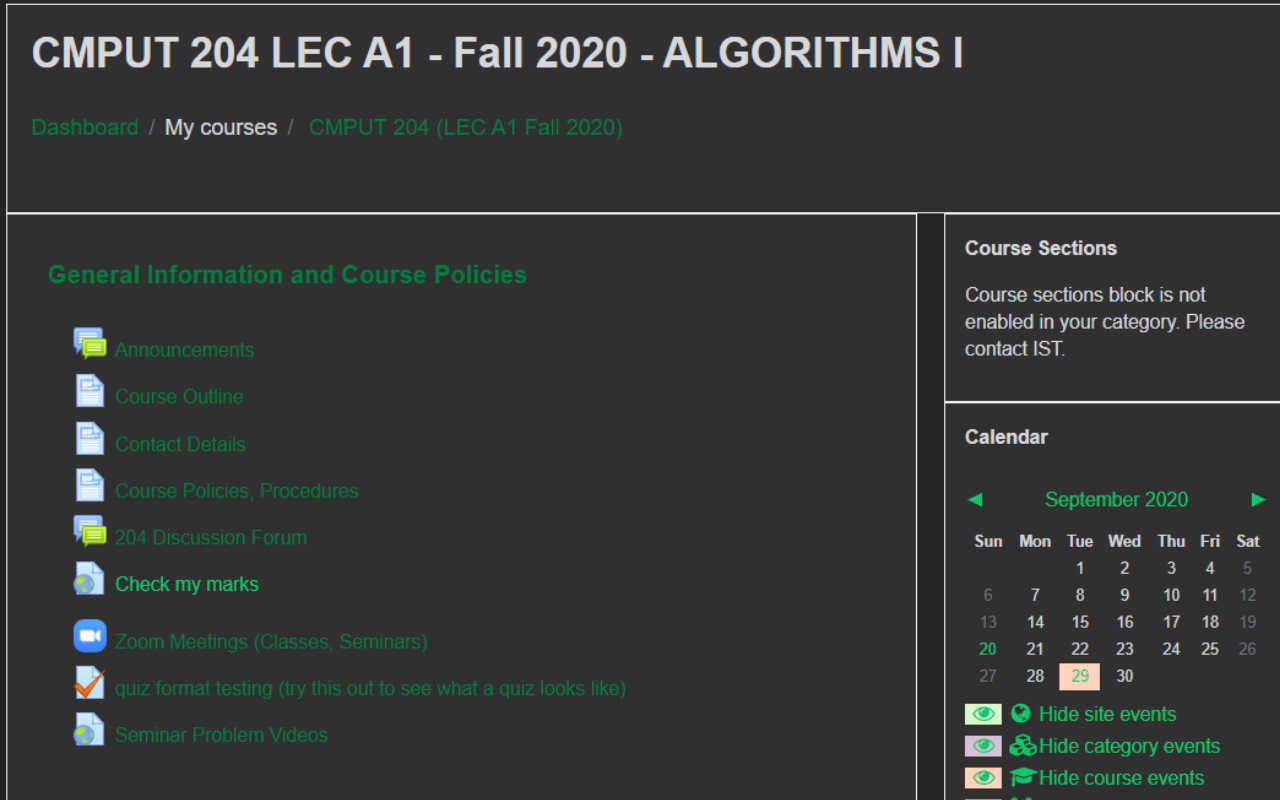 CMPUT 204 LEC A1 - Fall 2020 - ALGORITHMS I
Dashboard / My courses / CMPUT 204 (LEC A1 Fall 2020)
General Information and Course Policies
Announcements
Course Outline
Contact Details
Course Policies, Procedures
204 Discussion Forum
Check my marks
Zoom Meetings (Classes, Seminars)
quiz format testing (try this out to see what a quiz looks like)
Seminar Problem Videos
Course Sections
Course sections block is not
enabled in your category. Please
contact IST.
Calendar
◀ September 2020 ▶
Sun Mon Tue Wed Thu Fri Sat
1 2 3 4 5
6 7 8 9 10 11 12
13 14 15 16 17 18 19
20 21 22 23 24 25 26
27 28 29 30
Hide site events
Hide category events
Hide course events